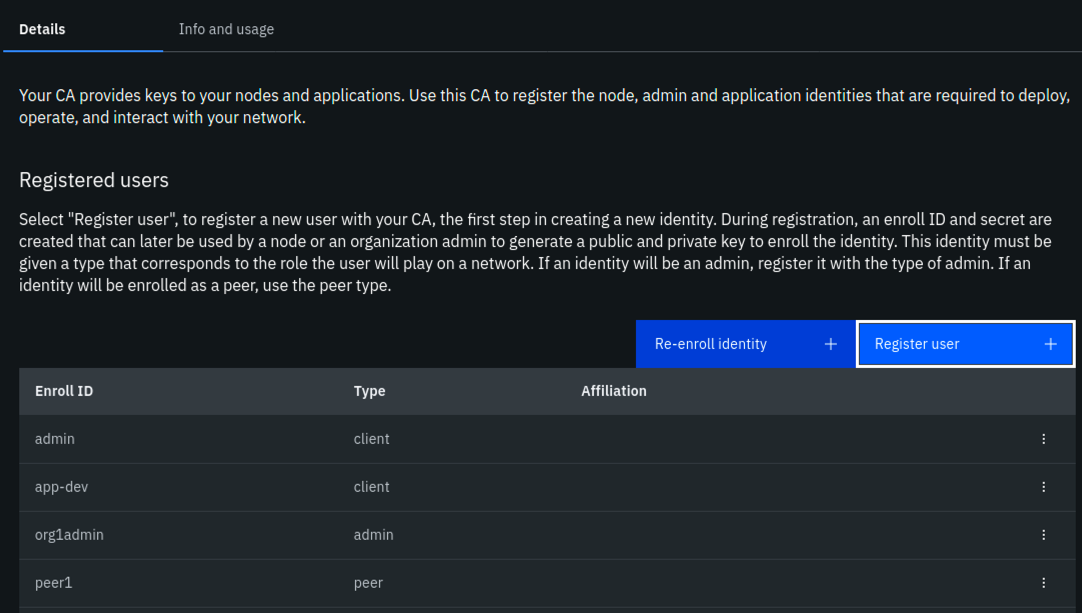 Details Info and usage
Your CA provides keys to your nodes and applications. Use this CA to register the node, admin and application identities that are required to deploy,
operate, and interact with your network.
Registered users
Select "Register user", to register a new user with your CA, the first step in creating a new identity. During registration, an enroll ID and secret are
created that can later be used by a node or an organization admin to generate a public and private key to enroll the identity. This identity must be
given a type that corresponds to the role the user will play on a network. If an identity will be an admin, register it with the type of admin. If an
identity will be enrolled as a peer, use the peer type.
Re-enroll identity + Register user +
Enroll ID Type Affiliation
admin client
app-dev client
org1admin admin
peer1 peer